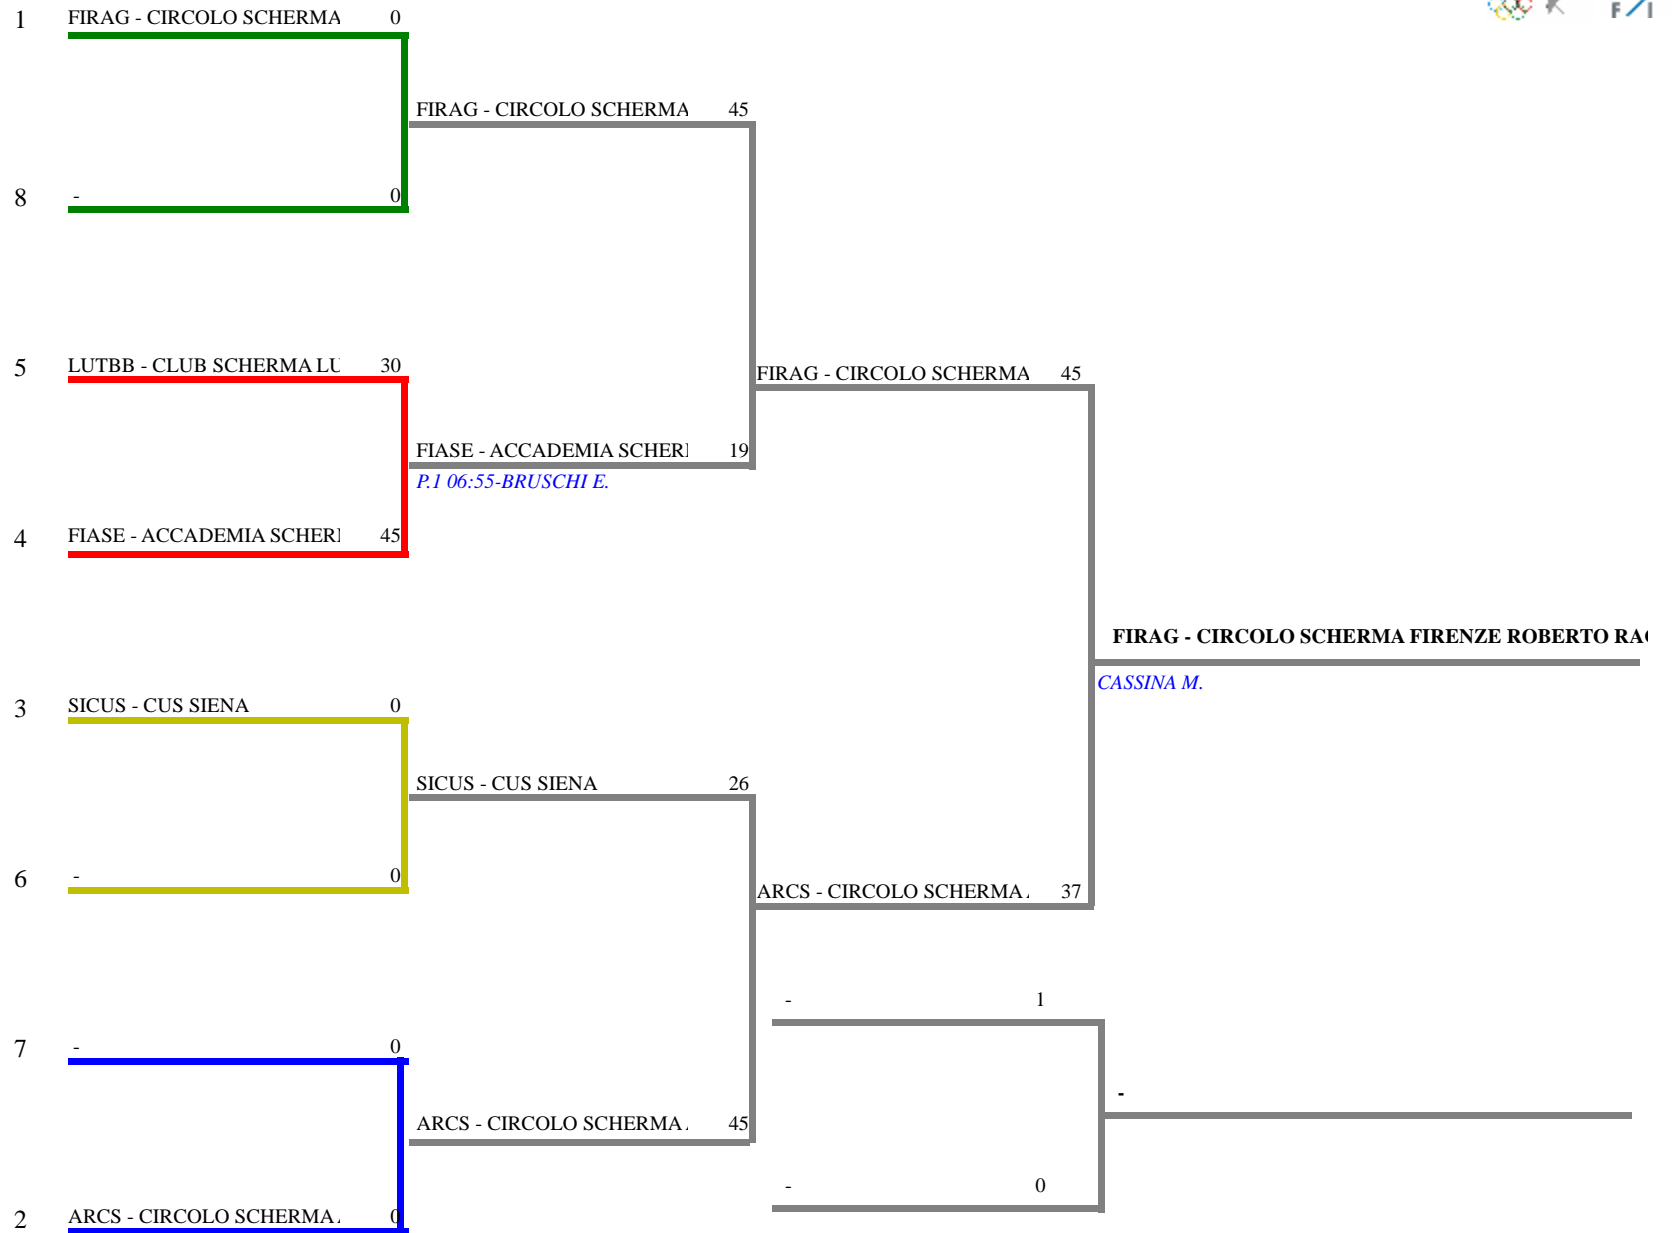 1 FIRAG - CIRCOLO SCHERMA 0
FIRAG - CIRCOLO SCHERMA 45
8 - 0
5 LUTBB - CLUB SCHERMA LU 30
FIRAG - CIRCOLO SCHERMA 45
FIASE - ACCADEMIA SCHER 19
P.1 06:55-BRUSCHI E.
4 FIASE - ACCADEMIA SCHER 45
FIRAG - CIRCOLO SCHERMA FIRENZE ROBERTO RA
CASSINA M.
3 SICUS - CUS SIENA 0
SICUS - CUS SIENA 26
6 - 0
ARCS - CIRCOLO SCHERMA 37
- 1
7 - 0
-
ARCS - CIRCOLO SCHERMA 45
- 0
2 ARCS - CIRCOLO SCHERMA 0